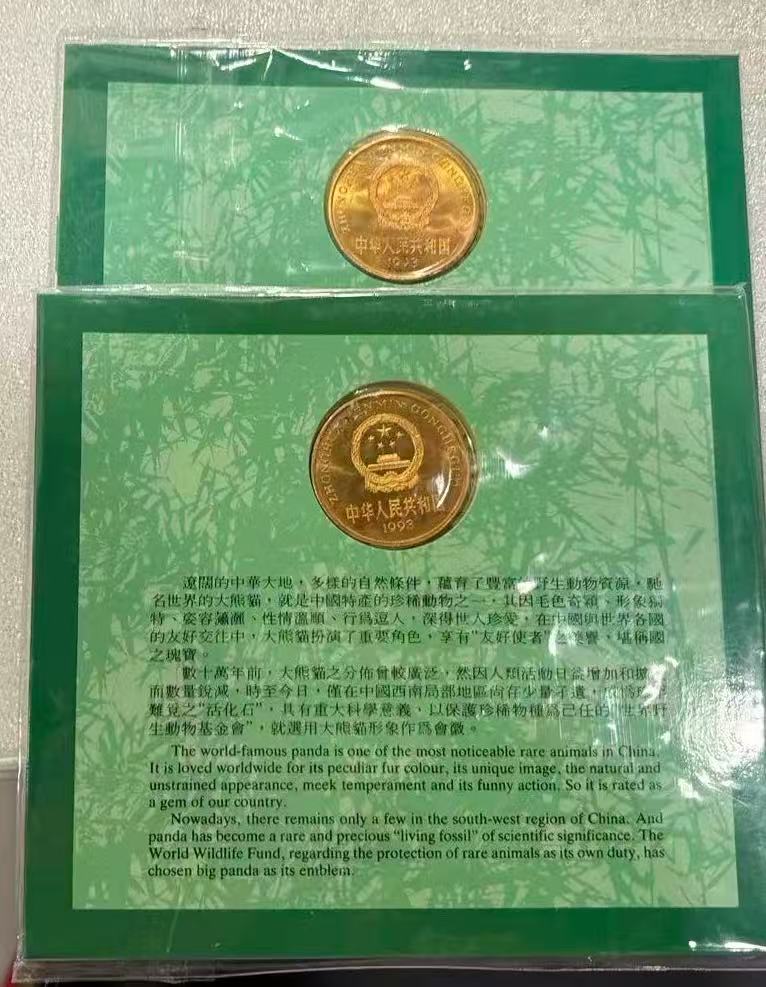 ZHONGHUA RENMIN GONGHEGUO
中华人民共和国
1993
ZHONGHUA RENMIN GONGHEGUO
中华人民共和国
1993
遼闊的中華大地，多樣的自然條件，蘊育了豐富 野生動物資源，馳
名世界的大熊貓，就是中國特產的珍稀動物之一，其因毛色奇穎、形象獨
特、姿容 、性情溫順、行爲逗人，深得世人珍愛，在中國與世界各國
的友好交往中，大熊貓扮演了重要角色，享有"友好使者"之榮譽、堪稱國
之瑰寶。
數十萬年前，大熊貓之分佈曾較廣泛，然因人類活動日益增加和擴
而數量銳減，時至今日，僅在中國西南局部地區尚存少量孑遺，
難覓之"活化石"，具有重大科學意義、以保護珍稀物種爲己任的"世界野
生動物基金會"，就選用大熊貓形象作爲會徽。
The world-famous panda is one of the most noticeable rare animals in China.
It is loved worldwide for its peculiar fur colour, its unique image, the natural and
unstrained appearance, meek temperament and its funny action. So it is rated as
a gem of our country.
Nowadays, there remains only a few in the south-west region of China. And
panda has become a rare and precious "living fossil" of scientific significance. The
World Wildlife Fund, regarding the protection of rare animals as its own duty, has
chosen big panda as its emblem.